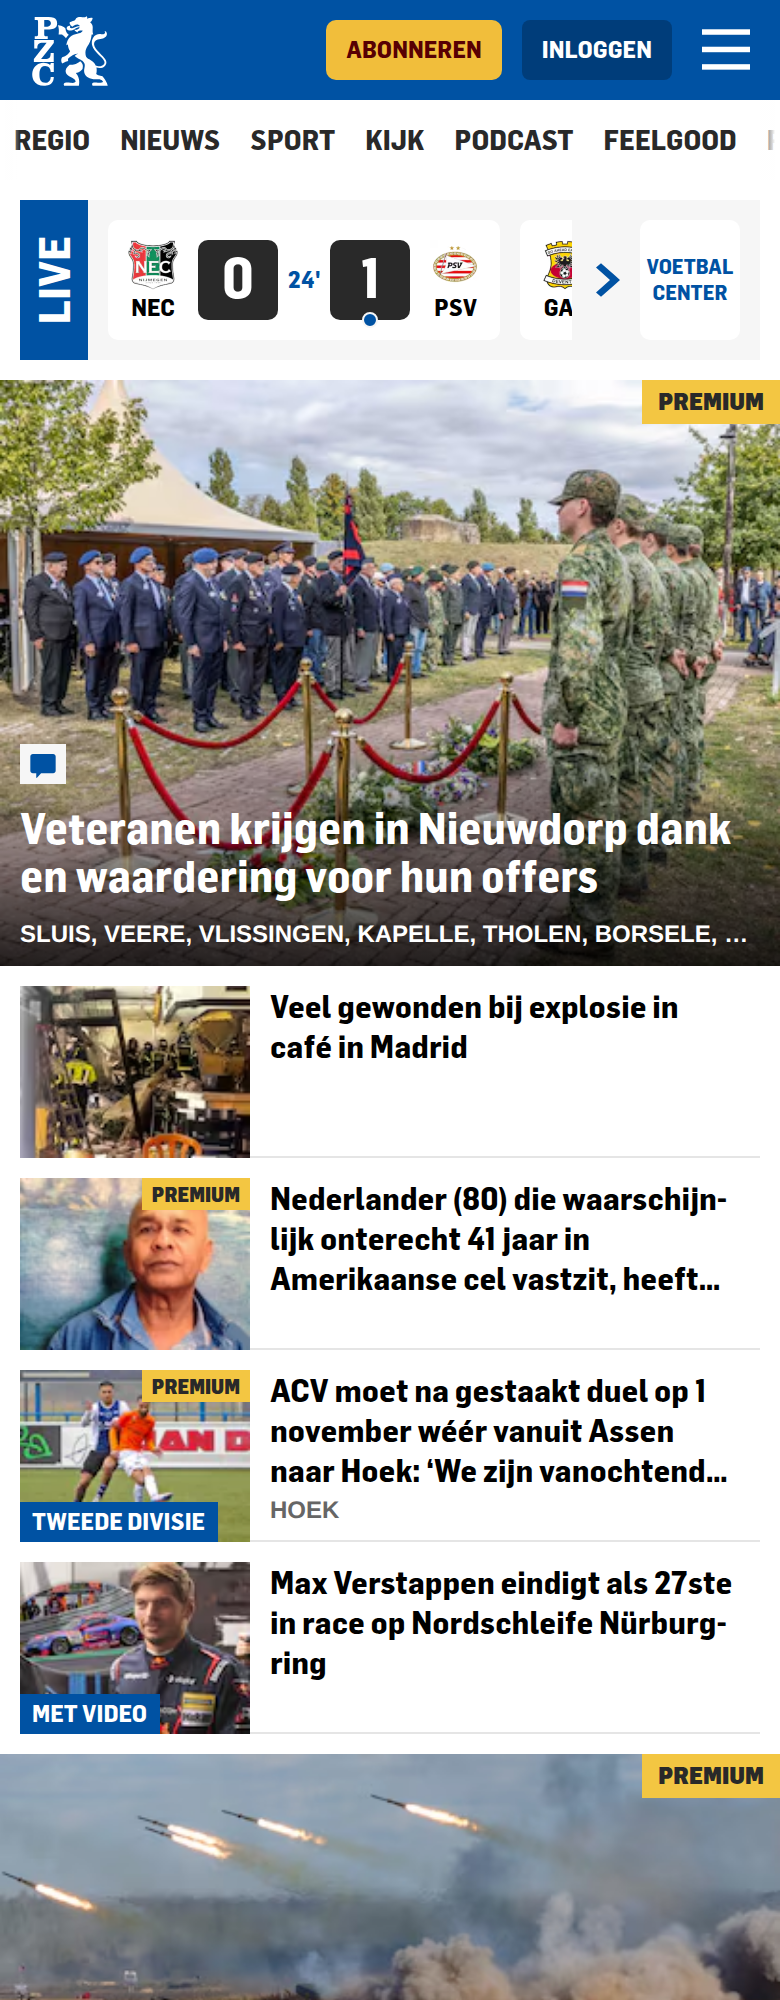 PZC
ABONNEREN
INLOGGEN
REGIO NIEUWS SPORT KIJK PODCAST FEELGOOD
LIVE
NEC
0
24'
1
PSV
GA
VOETBAL
CENTER
PREMIUM
Veteranen krijgen in Nieuwdorp dank
en waardering voor hun offers
SLUIS, VEERE, VLISSINGEN, KAPELLE, THOLEN, BORSELE, ...
Veel gewonden bij explosie in
café in Madrid
PREMIUM
Nederlander (80) die waarschijn-
lijk onterecht 41 jaar in
Amerikaanse cel vastzit, heeft...
PREMIUM
TWEEDE DIVISIE
ACV moet na gestaakt duel op 1
november wéér vanuit Assen
naar Hoek: ‘We zijn vanochtend...
HOEK
MET VIDEO
Max Verstappen eindigt als 27ste
in race op Nordschleife Nürburg-
ring
PREMIUM